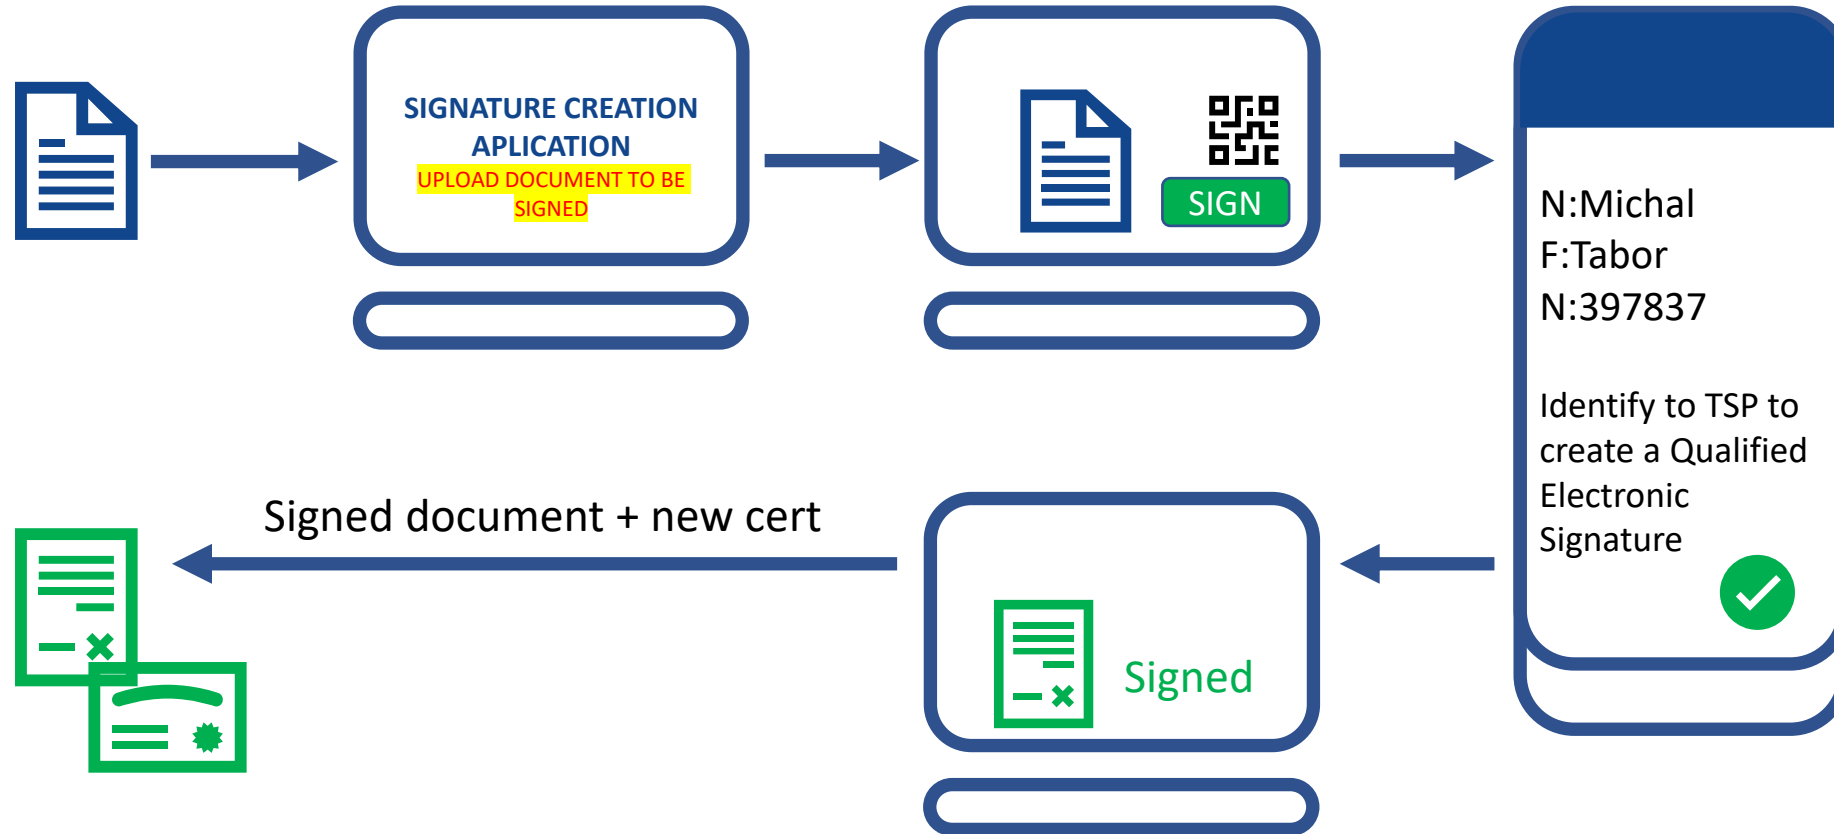 SIGNATURE CREATION
APLICATION
UPLOAD DOCUMENT TO BE
SIGNED
SIGN
N:Michal
F:Tabor
N:397837
Identify to TSP to
create a Qualified
Electronic
Signature
Signed document + new cert
Signed